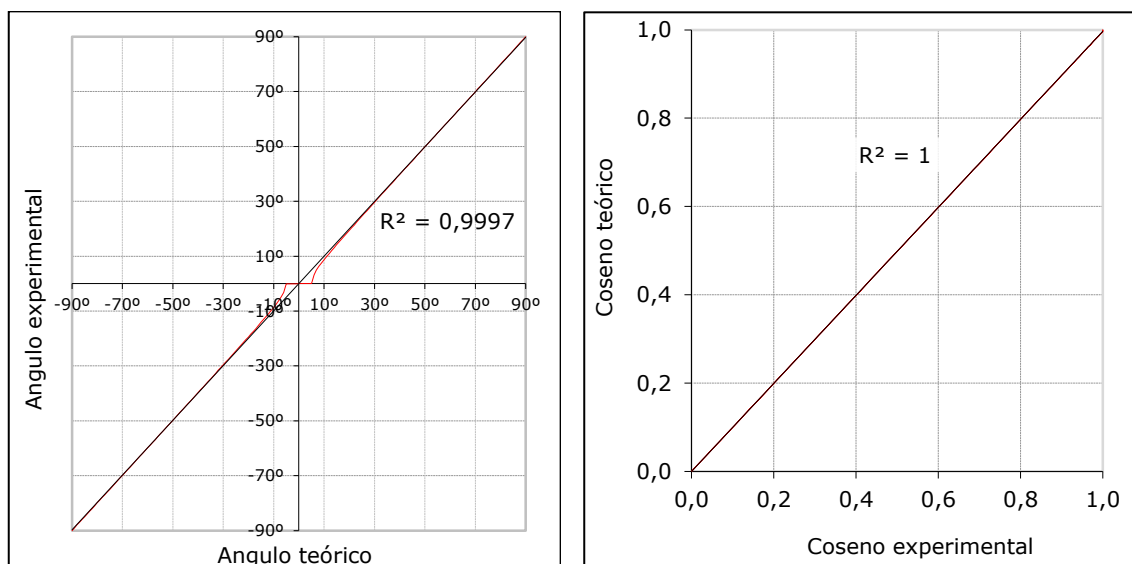 90º
70º
50º
30º
R² = 0,9997
10º
-90º -70º -50º -30º -10º 10º 30º 50º 70º 90º
-10º
-30º
-50º
-70º
-90º
Angulo experimental
Angulo teórico
1,0
0,8
R² = 1
0,6
0,4
0,2
0,0
0,0 0,2 0,4 0,6 0,8 1,0
Coseno teórico
Coseno experimental